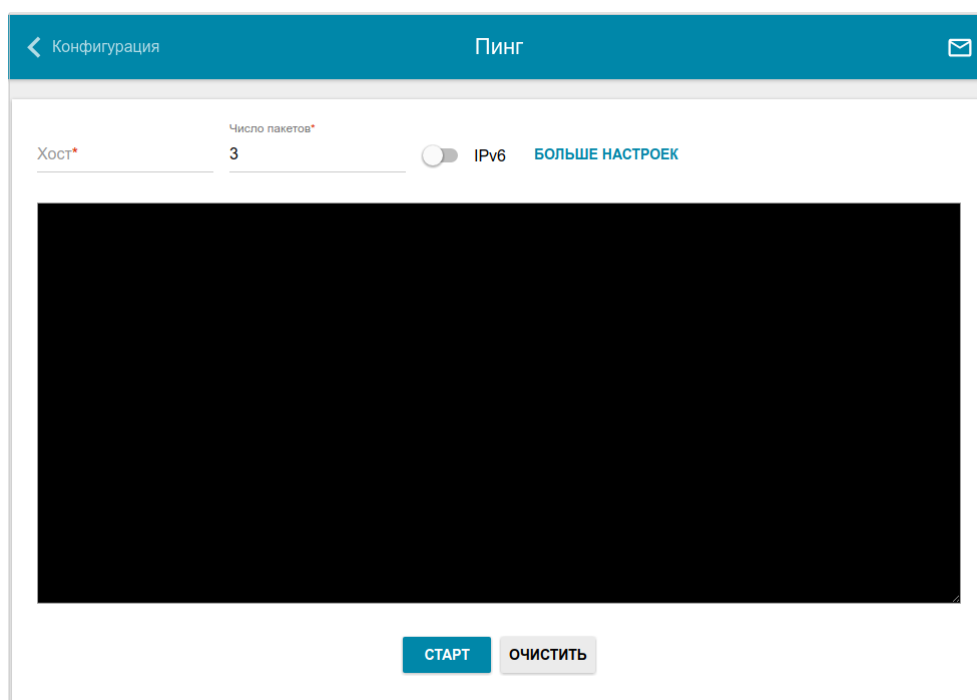 Конфигурация
Пинг
Число пакетов*
Хост*
3
IPv6
БОЛЬШЕ НАСТРОЕК
СТАРТ
ОЧИСТИТЬ